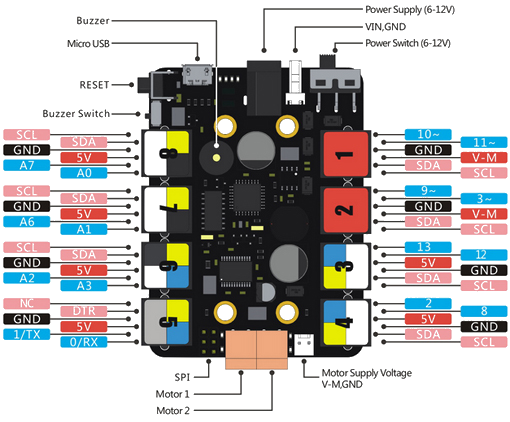 Buzzer
Power Supply (6-12V)
Micro USB
VIN,GND
Power Switch (6-12V)
RESET
Buzzer Switch
SCL
SDA
GND
5V
A7
A0
8
1
10~
11~
GND
V-M
SDA
SCL
SCL
SDA
GND
5V
A6
A1
7
2
9~
3~
GND
V-M
SDA
SCL
SCL
SDA
GND
5V
A2
A3
6
3
13
12
5V
GND
SDA
SCL
NC
DTR
GND
5V
1/TX
0/RX
5
4
2
8
5V
GND
SDA
SCL
SPI
Motor 1
Motor 2
Motor Supply Voltage
V-M,GND